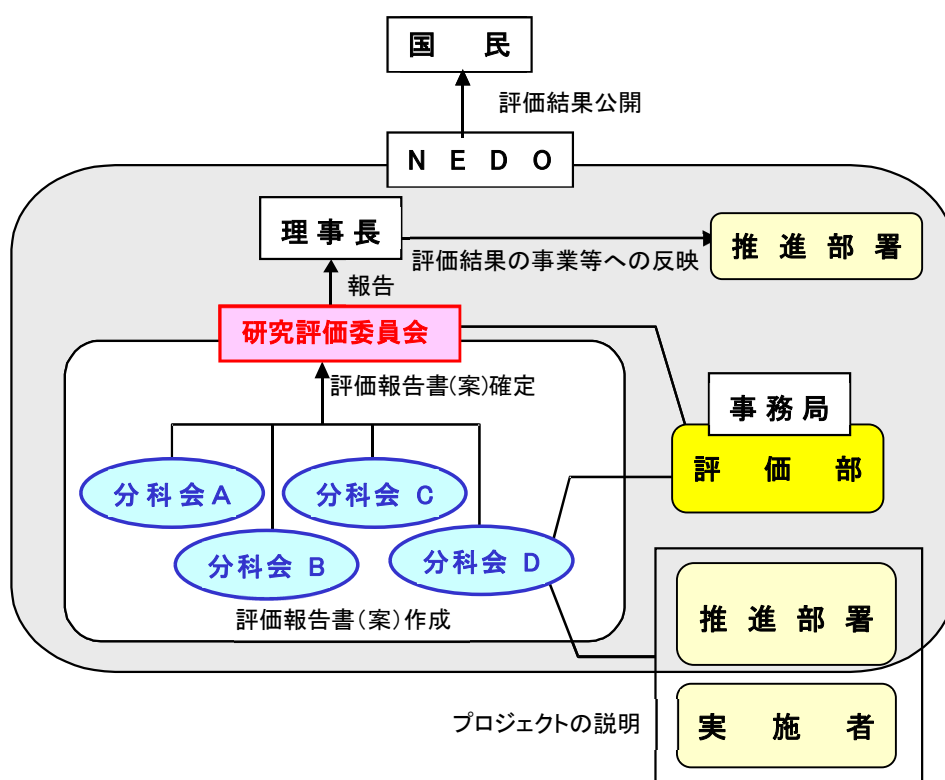 国 民
評価結果公開
NEDO
理事長
推進部署
評価結果の事業等への反映
報告
研究評価委員会
評価報告書(案)確定
事務局
評価部
分科会A
分科会 C
分科会 B
分科会 D
評価報告書(案)作成
推進部署
プロジェクトの説明
実施者